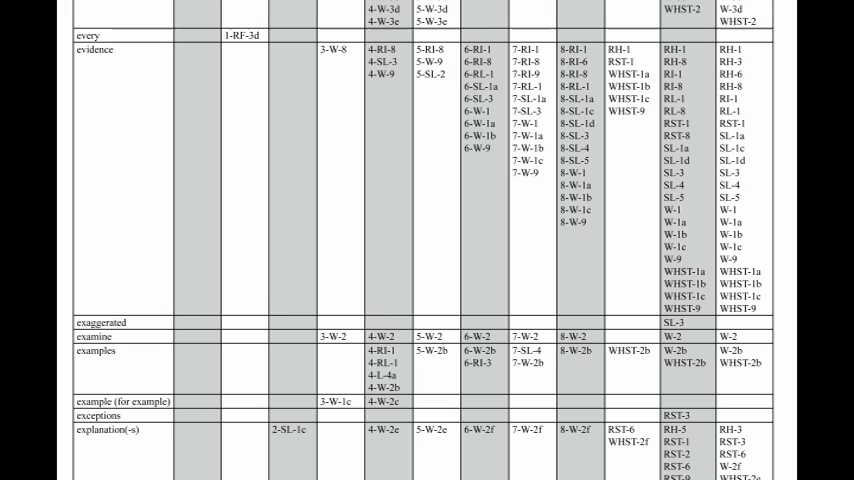 4-W-3d 5-W-3d WHST-2 W-3d
4-W-3e 5-W-3e WHST-2
every 1-RF-3d
evidence 3-W-8 4-RI-8 5-RI-8 6-RI-1 7-RI-1 8-RI-1 RH-1 RH-1 RH-1
4-SL-3 5-W-9 6-RI-8 7-RI-8 8-RI-6 RST-1 RH-8 RH-3
4-W-9 5-SL-2 6-RL-1 7-RI-9 8-RI-8 WHST-1a RI-1 RH-6
6-SL-1a 7-RL-1 8-RL-1 WHST-1b RI-8 RH-8
6-SL-3 7-SL-1a 8-SL-1a WHST-1c RL-1 RI-1
6-W-1 7-SL-3 8-SL-1c WHST-9 RL-8 RL-1
6-W-1a 7-W-1 8-SL-1d RST-1 RST-1
6-W-1b 7-W-1a 8-SL-3 RST-8 SL-1a
6-W-9 7-W-1b 8-SL-4 SL-1a SL-1c
7-W-1c 8-SL-5 SL-1d SL-1d
7-W-9 8-W-1 SL-3 SL-3
8-W-1a SL-4 SL-4
8-W-1b SL-5 SL-5
8-W-1c W-1 W-1
8-W-9 W-1a W-1a
W-1b W-1b
W-1c W-1c
W-9 W-9
WHST-1a WHST-1a
WHST-1b WHST-1b
WHST-1c WHST-1c
WHST-9 WHST-9
exaggerated SL-3
examine 3-W-2 4-W-2 5-W-2 6-W-2 7-W-2 8-W-2 W-2 W-2
examples 4-RI-1 5-W-2b 6-W-2b 7-SL-4 8-W-2b WHST-2b W-2b W-2b
4-RL-1 6-RI-3 7-W-2b WHST-2b WHST-2b
4-L-4a
4-W-2b
example (for example) 3-W-1c 4-W-2c
exceptions RST-3
explanation(-s) 2-SL-1c 4-W-2e 5-W-2e 6-W-2f 7-W-2f 8-W-2f RST-6 RH-5 RH-3
WHST-2f RST-1 RST-3
RST-2 RST-6
RST-6 W-2f
RST-9 WHST-2e